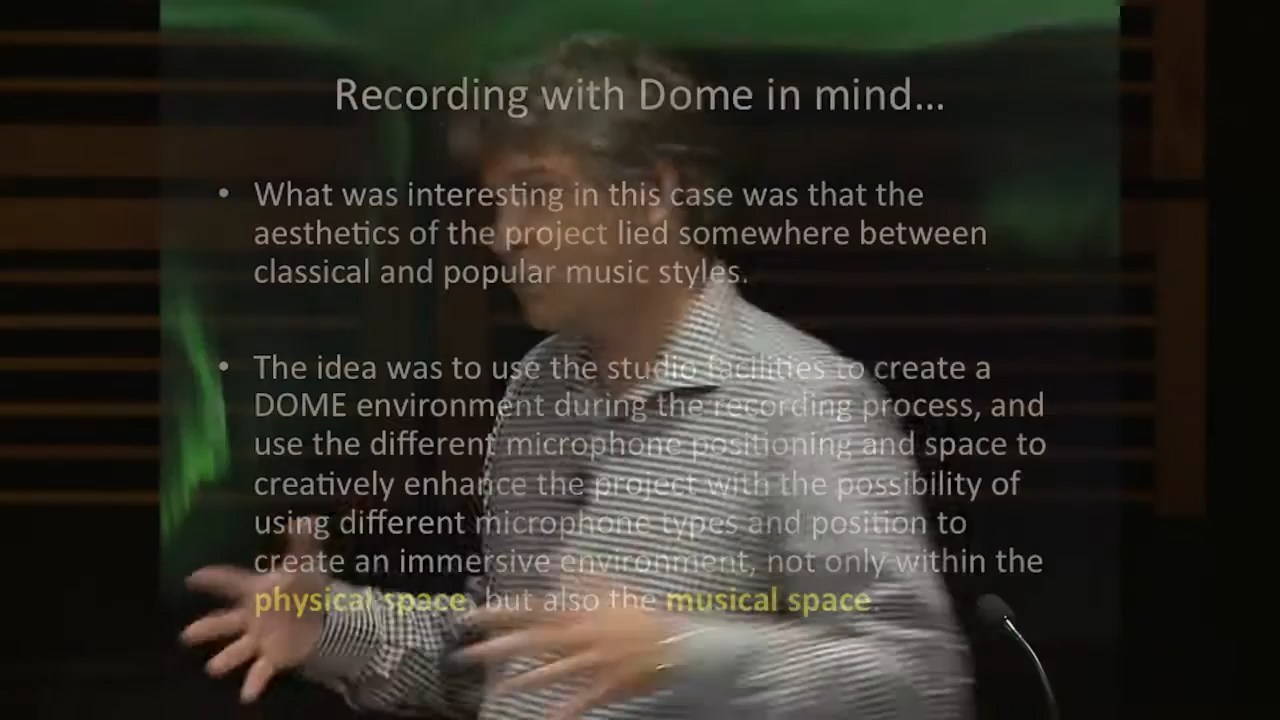 Recording with Dome in mind...
• What was interesting in this case was that the
aesthetics of the project lied somewhere between
classical and popular music styles.
• The idea was to use the studio facilities to create a
DOME environment during the recording process, and
use the different microphone positioning and space to
creatively enhance the project with the possibility of
using different microphone types and position to
create an immersive environment, not only within the
physical space, but also the musical space.